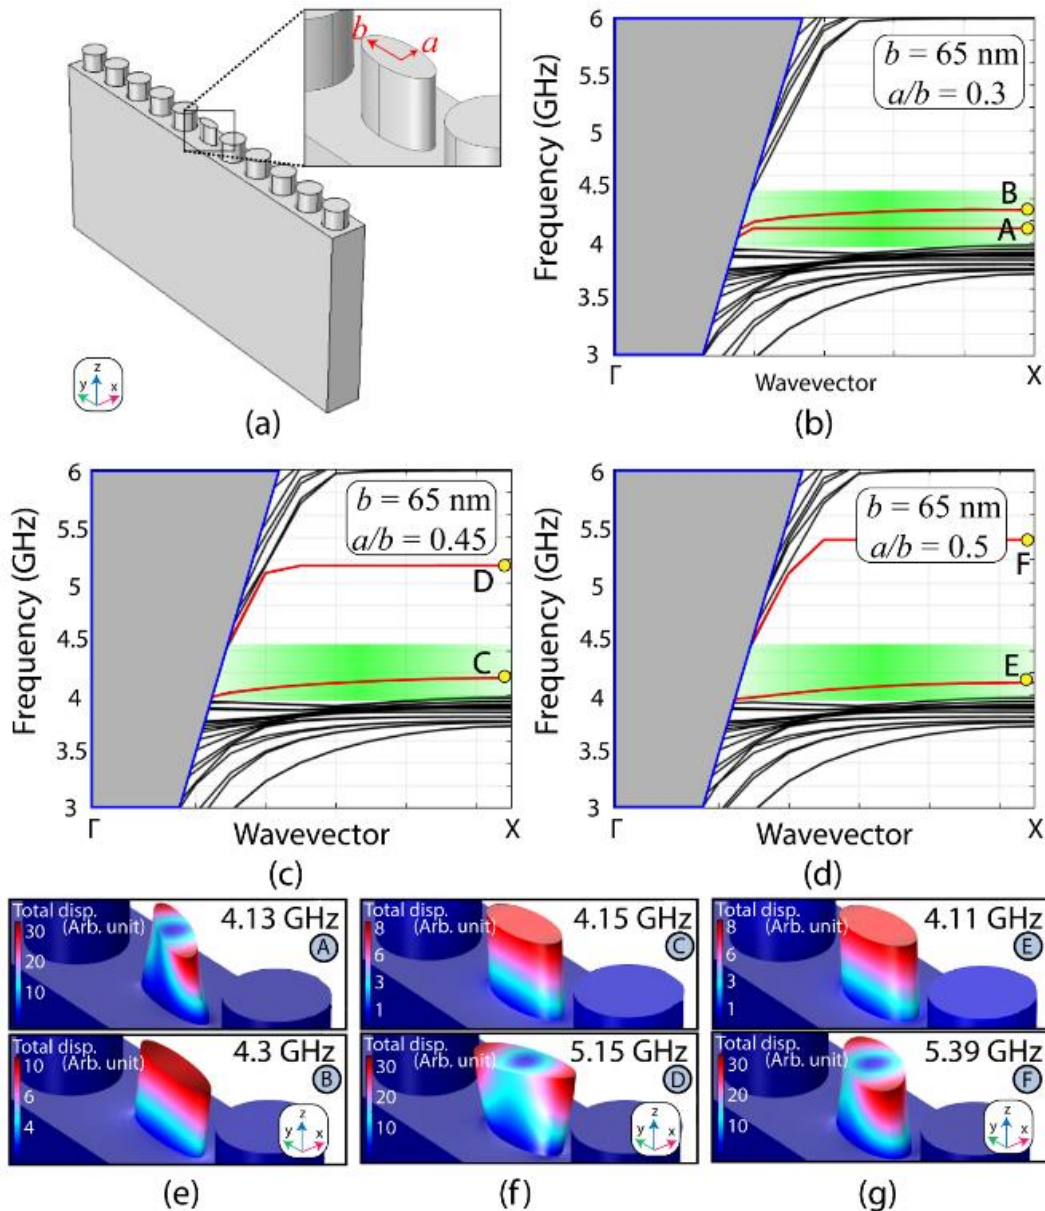 b
a
z
y
x
(a)
6
5.5
5
4.5
4
3.5
3
Frequency (GHz)
b = 65 nm
a/b = 0.3
B
A
Γ
Wavevector
X
(b)
6
5.5
5
4.5
4
3.5
3
Frequency (GHz)
b = 65 nm
a/b = 0.45
D
C
Γ
Wavevector
X
(c)
6
5.5
5
4.5
4
3.5
3
Frequency (GHz)
b = 65 nm
a/b = 0.5
F
E
Γ
Wavevector
X
(d)
Total disp.
(Arb. unit)
30
20
10
4.13 GHz
A
Total disp.
(Arb. unit)
10
6
4
4.3 GHz
B
z
y
x
(e)
Total disp.
(Arb. unit)
8
6
3
1
4.15 GHz
C
Total disp.
(Arb. unit)
30
20
10
5.15 GHz
D
z
y
x
(f)
Total disp.
(Arb. unit)
8
6
3
1
4.11 GHz
E
Total disp.
(Arb. unit)
30
20
10
5.39 GHz
F
z
y
x
(g)